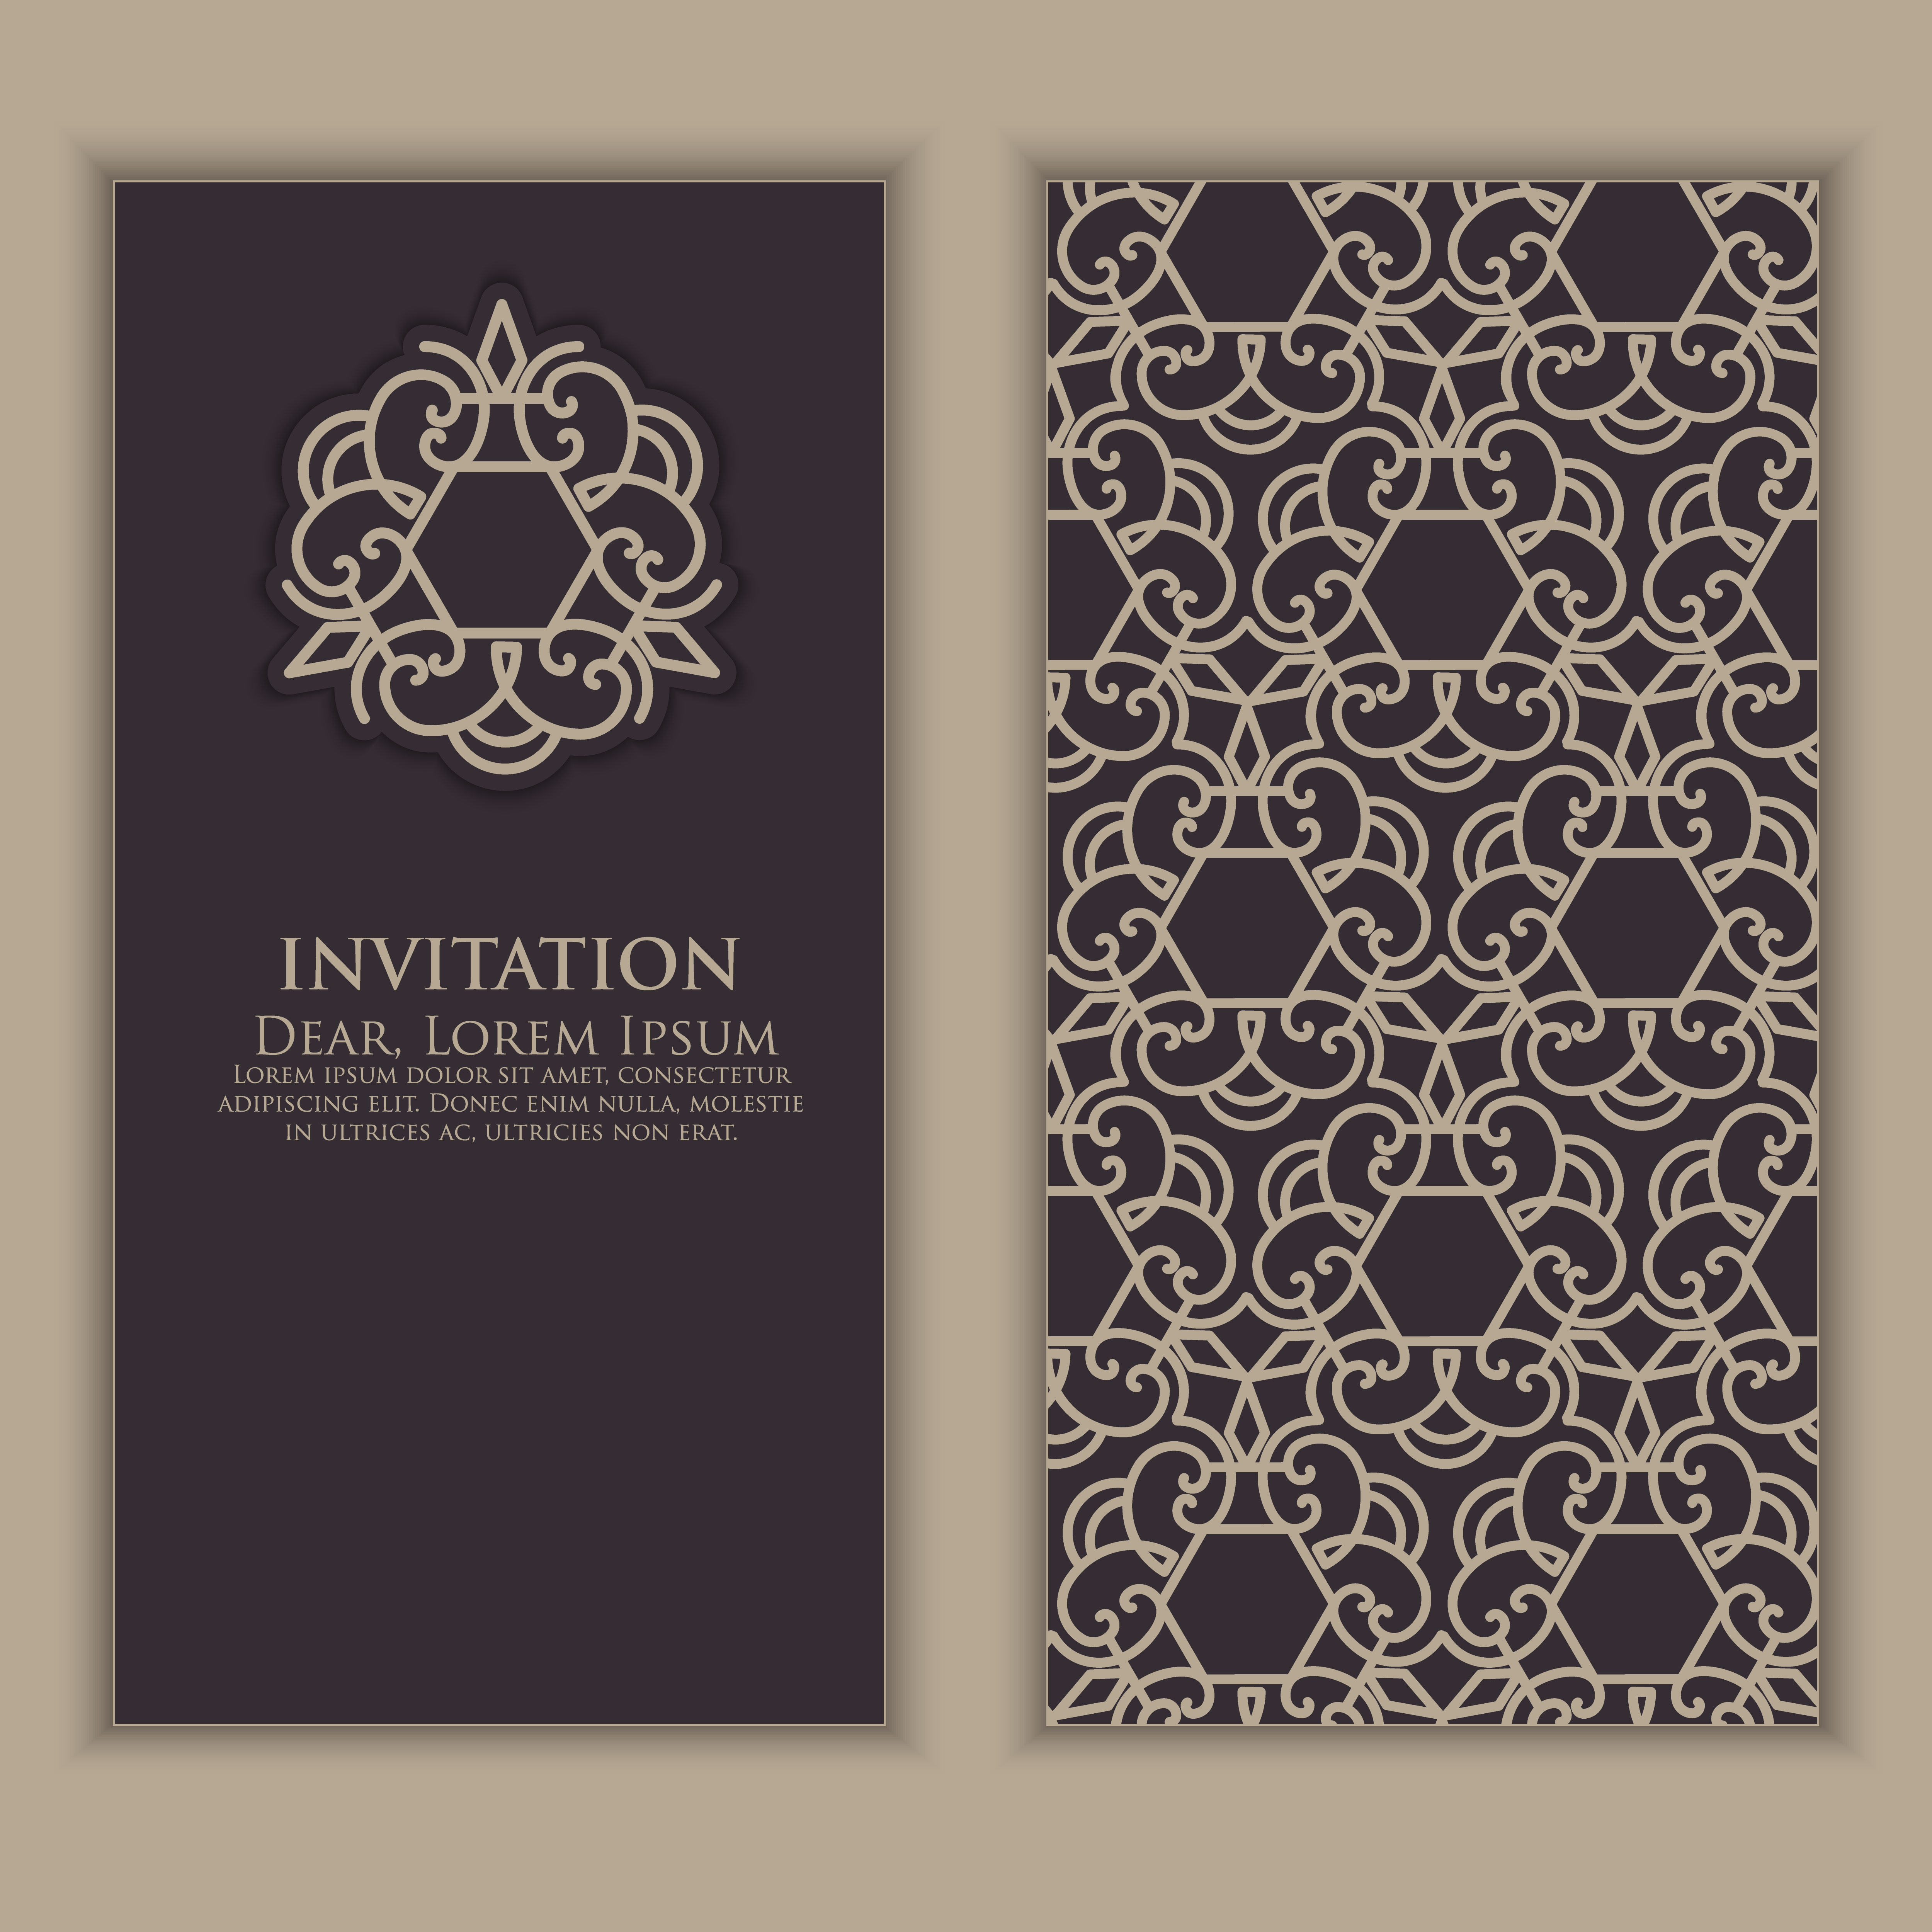 INVITATION
Dear, Lorem Ipsum
Lorem ipsum dolor sit amet, consectetur
adipiscing elit. Donec enim nulla, molestie
in ultrices ac, ultricies non erat.